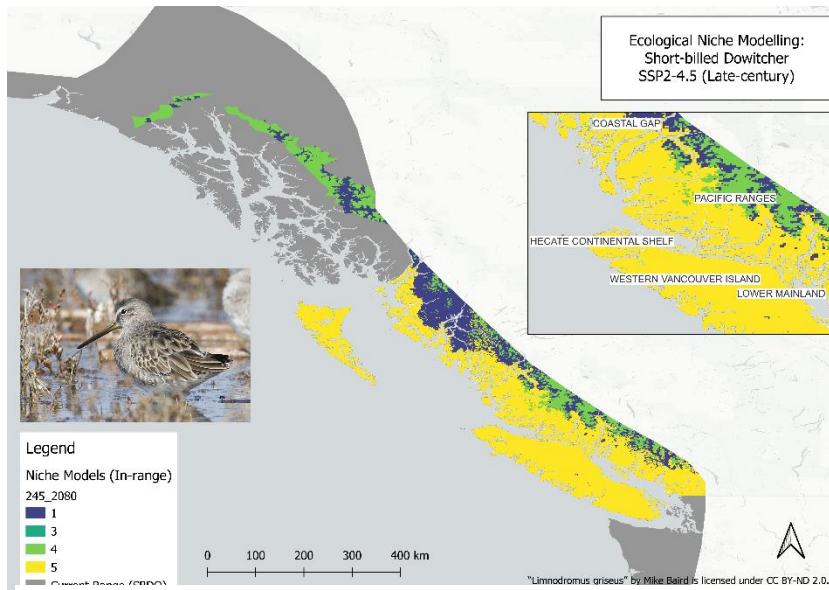 Ecological Niche Modelling:
Short-billed Dowitcher
SSP2-4.5 (Late-century)
COASTAL GAP
PACIFIC RANGES
HECATE CONTINENTAL SHELF
WESTERN VANCOUVER ISLAND
LOWER MAINLAND
Legend
Niche Models (In-range)
245_2080
1
3
4
5
0 100 200 300 400 km
"Limnodromus griseus" by Mike Baird is licensed under CC BY-ND 2.0.